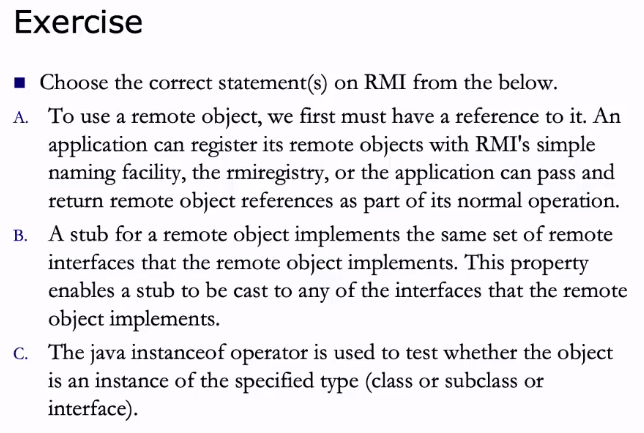 Exercise
■ Choose the correct statement(s) on RMI from the below.
A. To use a remote object, we first must have a reference to it. An
application can register its remote objects with RMI's simple
naming facility, the rmiregistry, or the application can pass and
return remote object references as part of its normal operation.
B. A stub for a remote object implements the same set of remote
interfaces that the remote object implements. This property
enables a stub to be cast to any of the interfaces that the remote
object implements.
C. The java instanceof operator is used to test whether the object
is an instance of the specified type (class or subclass or
interface).